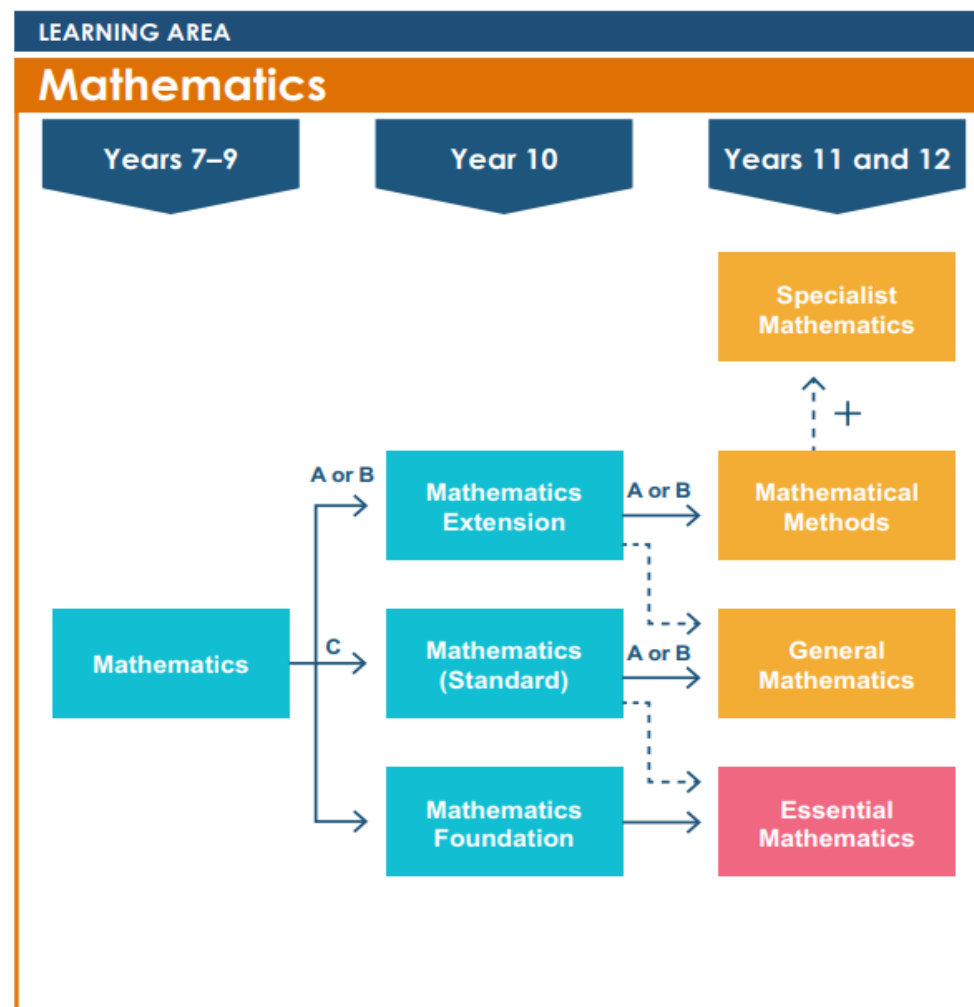 LEARNING AREA
Mathematics
Years 7–9
Year 10
Years 11 and 12
Specialist
Mathematics
+
A or B
Mathematics
Extension
A or B
Mathematical
Methods
Mathematics
C
Mathematics
(Standard)
A or B
General
Mathematics
Mathematics
Foundation
Essential
Mathematics